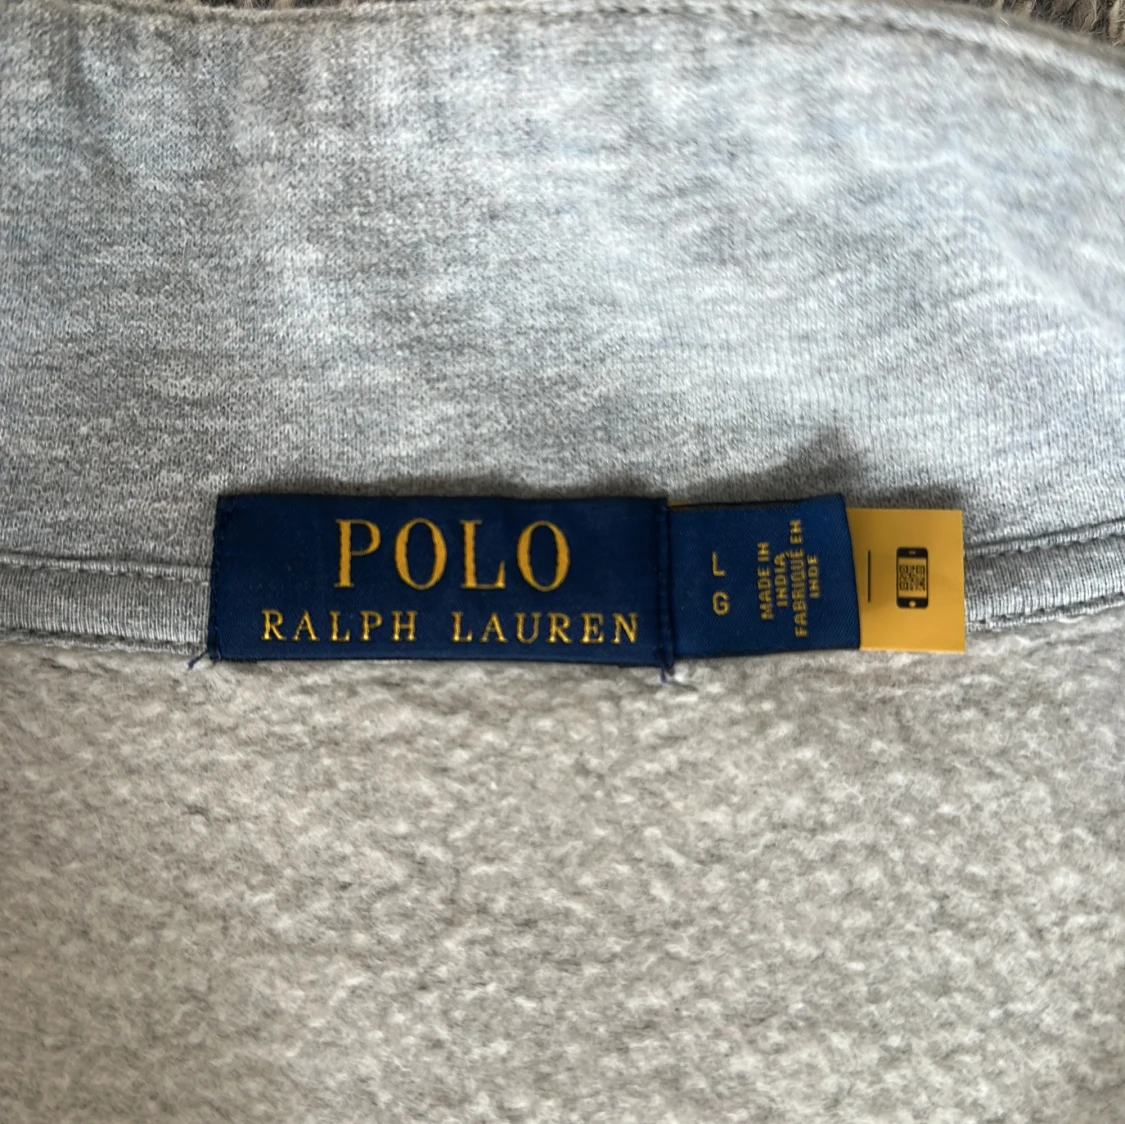 POLO
RALPH LAUREN
L
G
MADE IN
INDIA
FABRIQUÉ EN
INDE